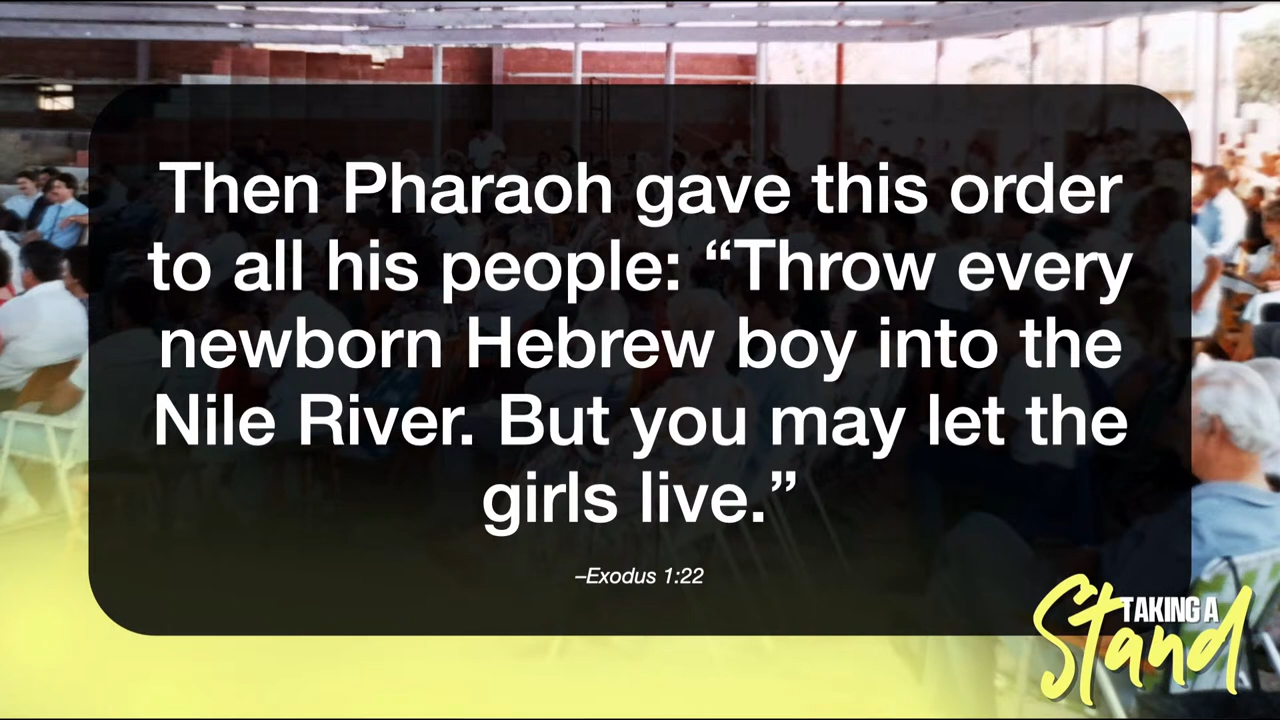 Then Pharaoh gave this order
to all his people: “Throw every
newborn Hebrew boy into the
Nile River. But you may let the
girls live.”
–Exodus 1:22
TAKING A
Stand